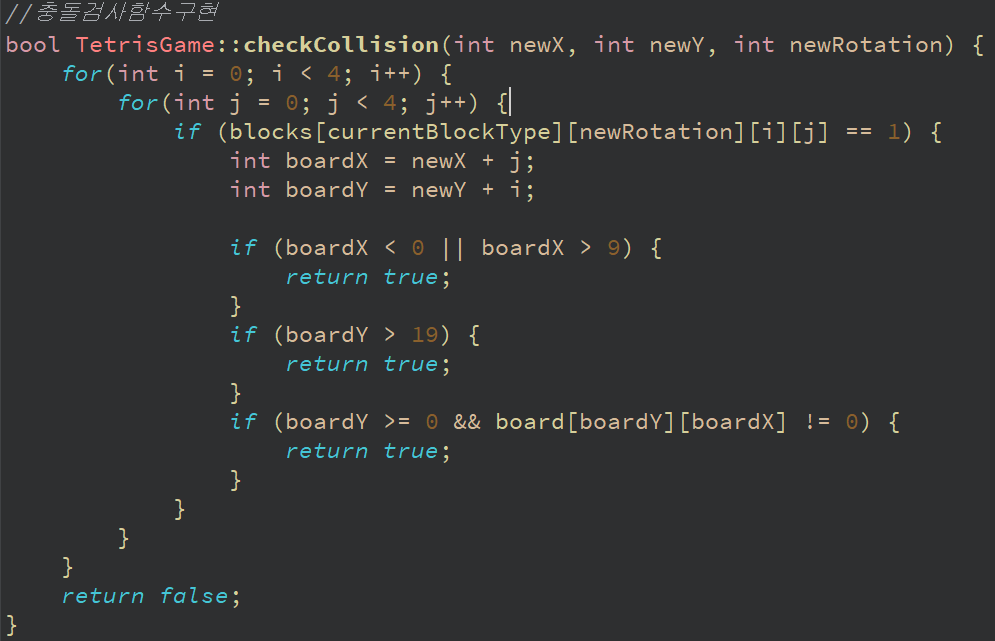 //충돌검사함수구현
bool TetrisGame::checkCollision(int newX, int newY, int newRotation) {
    for(int i = 0; i < 4; i++) {
        for(int j = 0; j < 4; j++) {
            if (blocks[currentBlockType][newRotation][i][j] == 1) {
                int boardX = newX + j;
                int boardY = newY + i;

                if (boardX < 0 || boardX > 9) {
                    return true;
                }
                if (boardY > 19) {
                    return true;
                }
                if (boardY >= 0 && board[boardY][boardX] != 0) {
                    return true;
                }
            }
        }
    }
    return false;
}